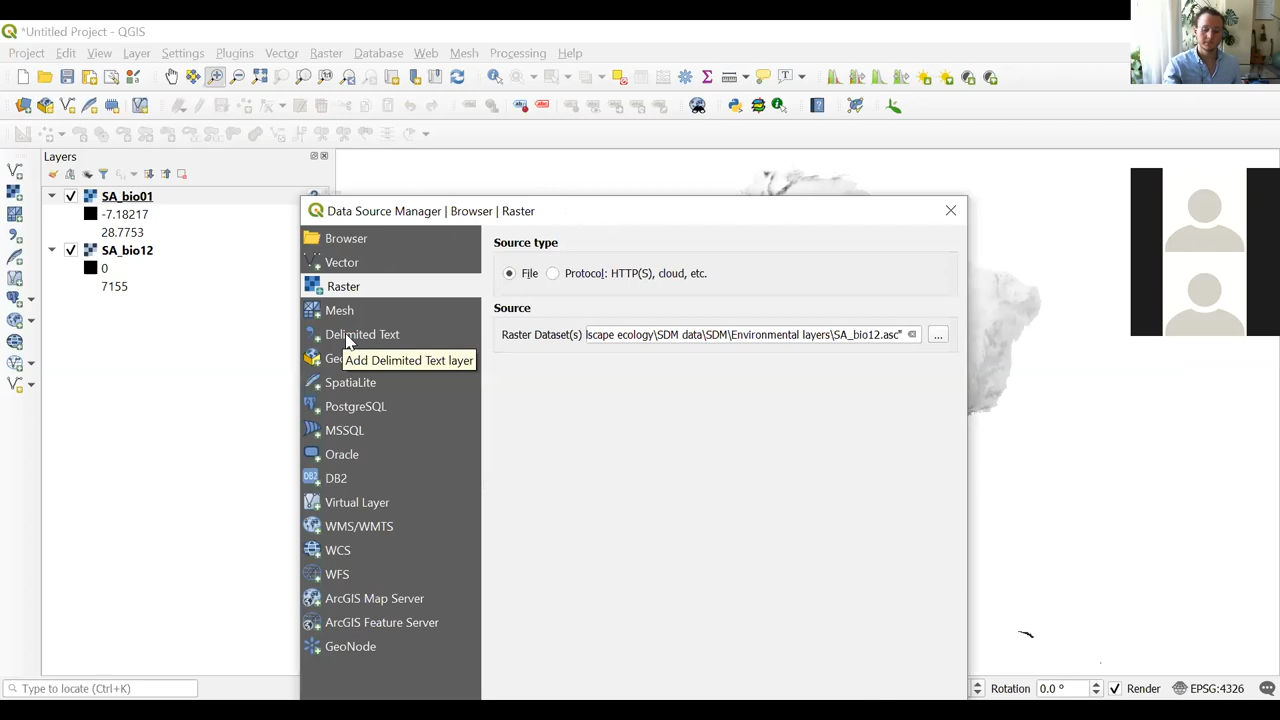 *Untitled Project - QGIS
Project Edit View Layer Settings Plugins Vector Raster Database Web Mesh Processing Help
Layers
SA_bio01
-7.18217
28.7753
SA_bio12
0
7155
Data Source Manager | Browser | Raster
Browser
Vector
Raster
Mesh
Delimited Text
Geo
Add Delimited Text layer
SpatiaLite
PostgreSQL
MSSQL
Oracle
DB2
Virtual Layer
WMS/WMTS
WCS
WFS
ArcGIS Map Server
ArcGIS Feature Server
GeoNode
Source type
File
Protocol: HTTP(S), cloud, etc.
Source
Raster Dataset(s) lscape ecology\SDM data\SDM\Environmental layers\SA_bio12.asc" ...
Type to locate (Ctrl+K)
Rotation 0.0 ° Render EPSG:4326